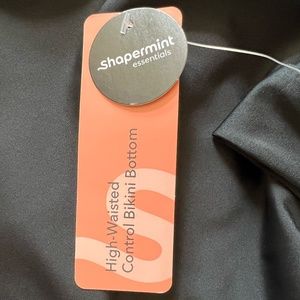 Shapermint
essentials
High-Waisted
Control Bikini Bottom